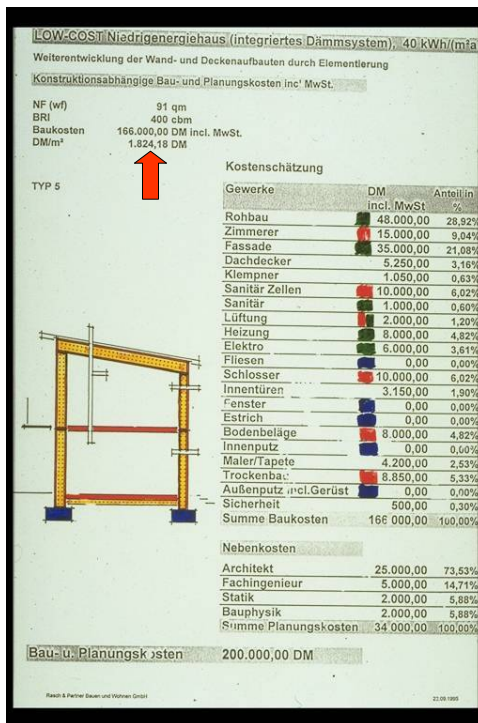 LOW-COST Niedrigenergiehaus (integriertes Dämmsystem), 40 kWh/(m²a
Weiterentwicklung der Wand- und Deckenaufbauten durch Elementierung
Konstruktionsabhängige Bau- und Planungskosten inc' MwSt.
NF (wf) 91 qm
BRI 400 cbm
Baukosten 166.000,00 DM incl. MwSt.
DM/m² 1.824,18 DM
TYP 5
Kostenschätzung
Gewerke DM incl. MwSt Anteil in %
Rohbau 48.000,00 28,92%
Zimmerer 15.000,00 9,04%
Fassade 35.000,00 21,08%
Dachdecker 5.250,00 3,16%
Klempner 1.050,00 0,63%
Sanitär Zellen 10.000,00 6,02%
Sanitär 1.000,00 0,60%
Lüftung 2.000,00 1,20%
Heizung 8.000,00 4,82%
Elektro 6.000,00 3,61%
Fliesen 0,00 0,00%
Schlosser 10.000,00 6,02%
Innentüren 3.150,00 1,90%
Fenster 0,00 0,00%
Estrich 0,00 0,00%
Bodenbeläge 8.000,00 4,82%
Innenputz 0,00 0,00%
Maler/Tapete 4.200,00 2,53%
Trockenbau 8.850,00 5,33%
Außenputz incl.Gerüst 0,00 0,00%
Sicherheit 500,00 0,30%
Summe Baukosten 166 000,00 100,00%
Nebenkosten
Architekt 25.000,00 73,53%
Fachingenieur 5.000,00 14,71%
Statik 2.000,00 5,88%
Bauphysik 2.000,00 5,88%
Summe Planungskosten 34 000,00 100,00%
Bau- u. Planungskosten 200.000,00 DM
Rasch & Partner Bauen und Wohnen GmbH 22.09.1995